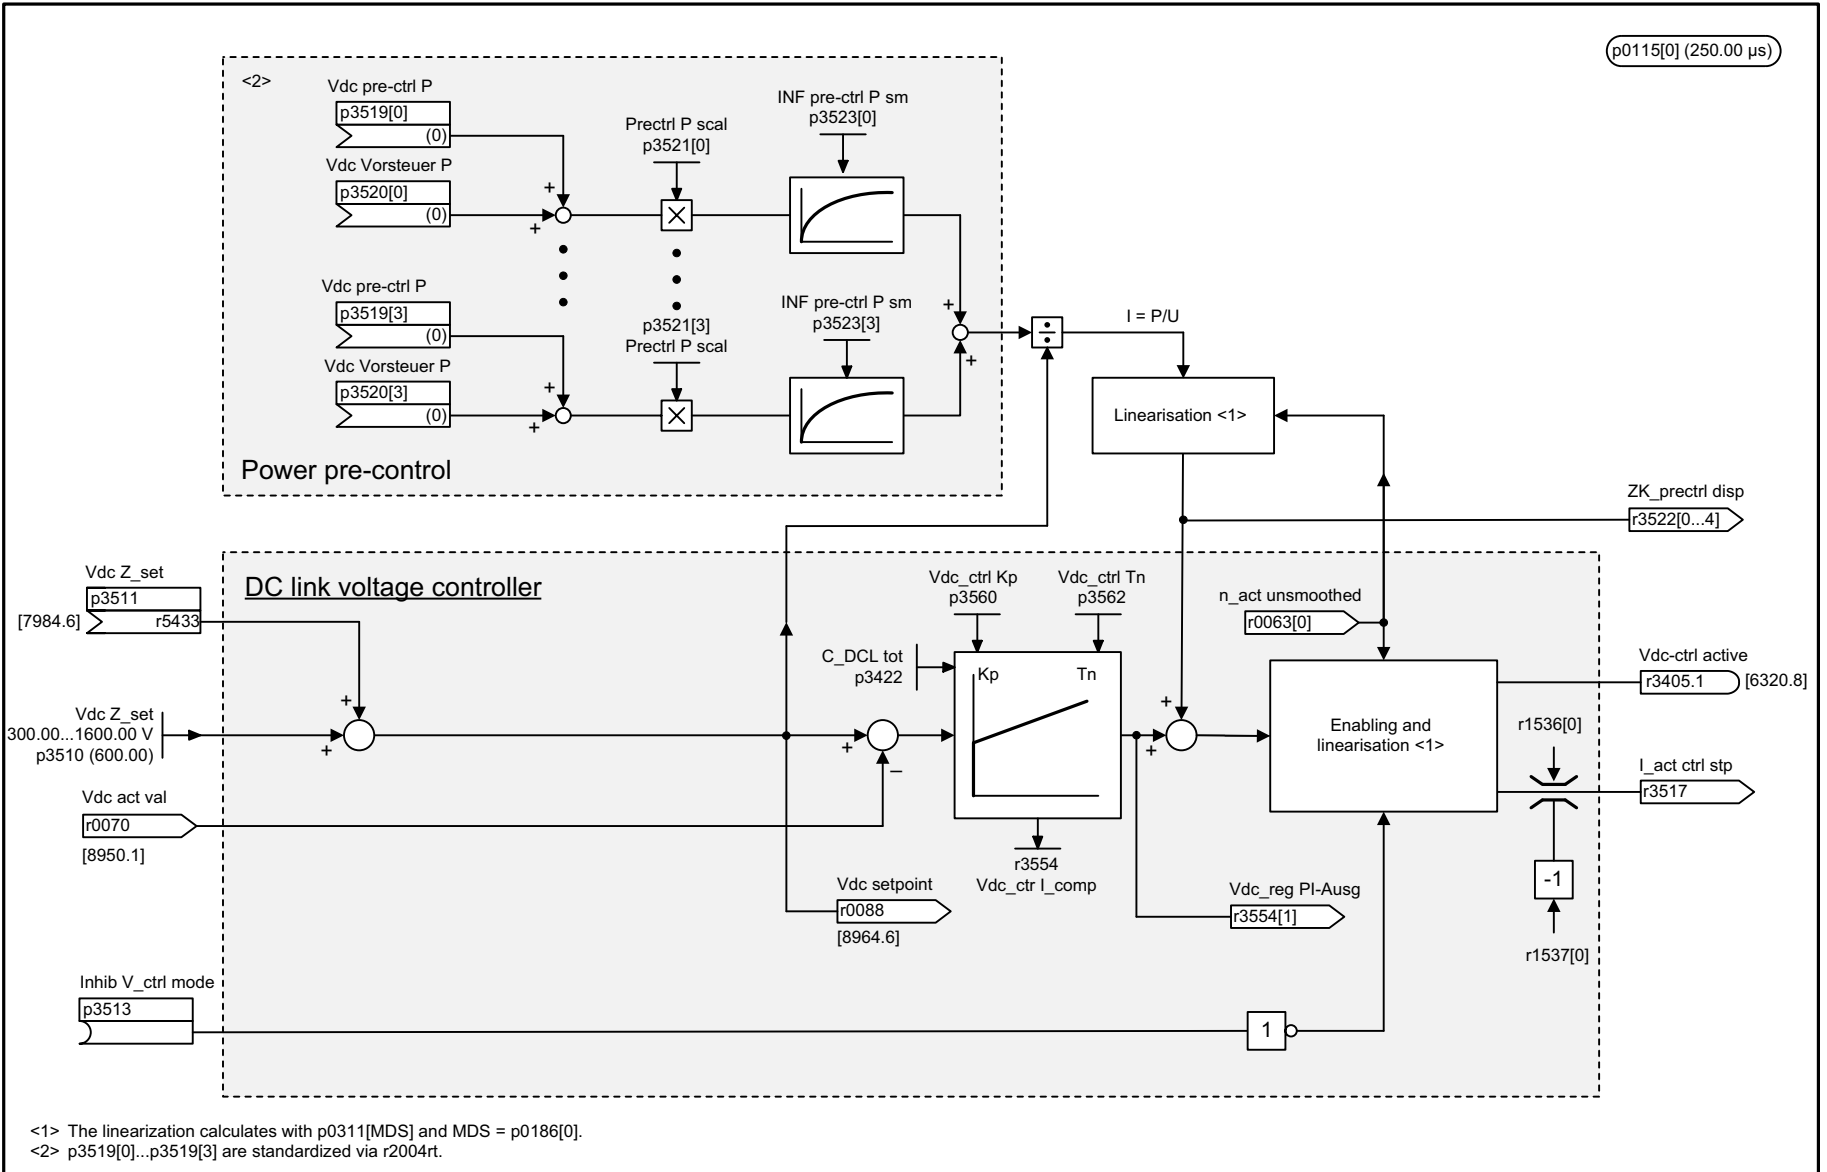 p0115[0] (250.00 µs)
<2>
Vdc pre-ctrl P
p3519[0]
(0)
Vdc Vorsteuer P
p3520[0]
(0)
+
+
Prectrl P scal
p3521[0]
INF pre-ctrl P sm
p3523[0]
Vdc pre-ctrl P
p3519[3]
(0)
Vdc Vorsteuer P
p3520[3]
(0)
+
+
p3521[3]
Prectrl P scal
INF pre-ctrl P sm
p3523[3]
+
+
Power pre-control
÷
I = P/U
Linearisation <1>
ZK_prectrl disp
r3522[0...4]
DC link voltage controller
Vdc Z_set
p3511
r5433
[7984.6]
Vdc Z_set
300.00...1600.00 V
p3510 (600.00)
+
+
Vdc act val
r0070
[8950.1]
+
–
C_DCL tot
p3422
Vdc_ctrl Kp
p3560
Vdc_ctrl Tn
p3562
Kp
Tn
r3554
Vdc_ctr I_comp
Vdc setpoint
r0088
[8964.6]
+
+
Vdc_reg PI-Ausg
r3554[1]
n_act unsmoothed
r0063[0]
Enabling and
linearisation <1>
Vdc-ctrl active
r3405.1
[6320.8]
r1536[0]
I_act ctrl stp
r3517
-1
r1537[0]
Inhib V_ctrl mode
p3513
1
<1> The linearization calculates with p0311[MDS] and MDS = p0186[0].
<2> p3519[0]...p3519[3] are standardized via r2004rt.